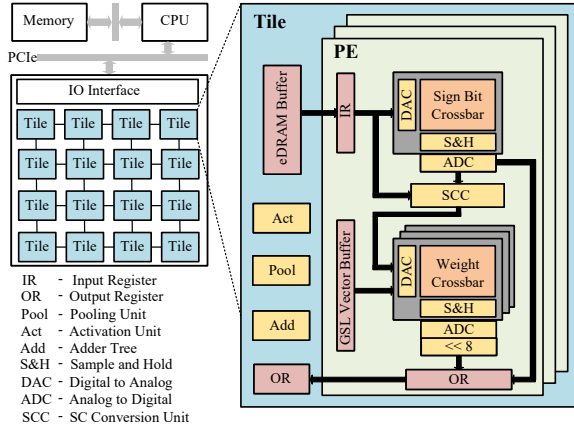 Memory
CPU
PCIe
IO Interface
Tile Tile Tile Tile
Tile Tile Tile Tile
Tile Tile Tile Tile
Tile Tile Tile Tile
IR - Input Register
OR - Output Register
Pool - Pooling Unit
Act - Activation Unit
Add - Adder Tree
S&H - Sample and Hold
DAC - Digital to Analog
ADC - Analog to Digital
SCC - SC Conversion Unit
Tile
PE
eDRAM Buffer
IR
DAC
Sign Bit
Crossbar
S&H
ADC
SCC
Act
Pool
Add
GSL Vector Buffer
DAC
Weight
Crossbar
S&H
ADC
<< 8
OR
OR